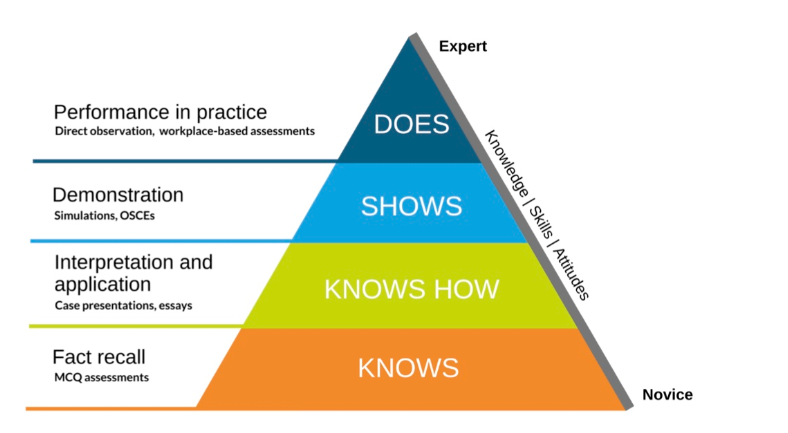 Expert
Performance in practice
Direct observation, workplace-based assessments
DOES
Knowledge | Skills | Attitudes
Demonstration
Simulations, OSCEs
SHOWS
Interpretation and
application
Case presentations, essays
KNOWS HOW
Fact recall
MCQ assessments
KNOWS
Novice